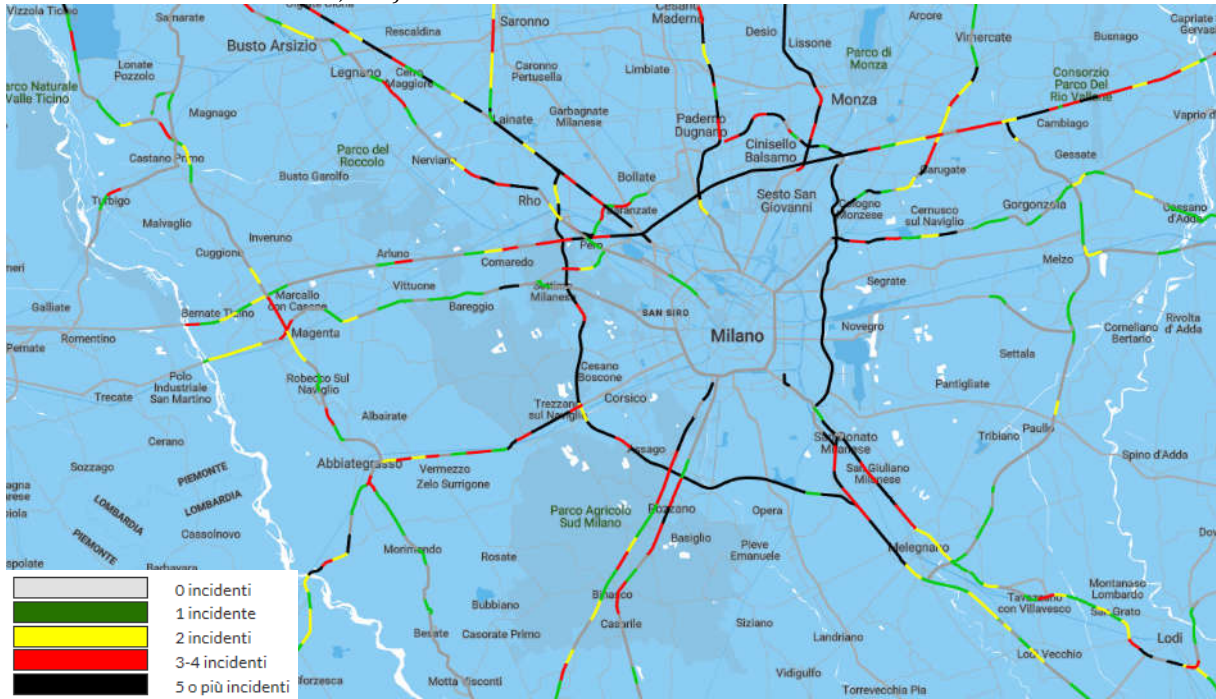 Vizzola Ticino
Samarate
Rescaldina
Saronno
Cesano
Maderno
Desio
Lissone
Arcore
Vimercate
Busnago
Capriate
Gervasi
Busto Arsizio
Lonate
Pozzolo
Legnano
Cerro
Maggiore
Caronno
Pertusella
Limbiate
Parco di
Monza
Consorzio
Parco Del
Rio Vallone
arco Naturale
Valle Ticino
Magnago
Lainate
Garbagnate
Milanese
Paderno
Dugnano
Monza
Cambiago
Vaprio d'
Castano Primo
Parco del
Roccolo
Nerviano
Cinisello
Balsamo
Gessate
Busto Garolfo
Bollate
Carugate
Turbigo
Rho
Baranzate
Sesto San
Giovanni
Cologno
Monzese
Cernusco
sul Naviglio
Gorgonzola
Cassano
d'Adda
Malvaglio
Inveruno
Cuggiono
Arluno
Pero
Comaredo
Melzo
Vittuone
Segrate
Galliate
Marcallo
con Casone
Bareggio
Settimo
Milanese
Bernate Ticino
SAN SIRO
Milano
Novegro
Rivolta
d' Adda
Corneliano
Bertario
Romentino
Magenta
Pernate
Settala
Polo
Industriale
San Martino
Robecco Sul
Naviglio
Cesano
Boscone
Pantigliate
Trecate
Albairate
Trezzano
sul Naviglio
Corsico
Cerano
San Donato
Milanese
Tribiano
Paullo
Sozzago
PIEMONTE
Abbiategrasso
Vermezzo
Assago
San Giuliano
Milanese
Spino d'Adda
Zelo Surrigone
LOMBARDIA
LOMBARDIA
Parco Agricolo
Sud Milano
Rozzano
Opera
Cassolnovo
PIEMONTE
Morimondo
Rosate
Basiglio
Pieve
Emanuele
Melegnano
spolate
Barbavara
Binasco
Tavazzano
con Villavesco
Montanaso
Lombardo
San Grato
Bubbiano
Besate
Casorate Primo
Casarile
Siziano
Landriano
Lodi
Lodi Vecchio
Motta Visconti
Vidigulfo
Torrevecchia Pia
0 incidenti
1 incidente
2 incidenti
3-4 incidenti
5 o più incidenti